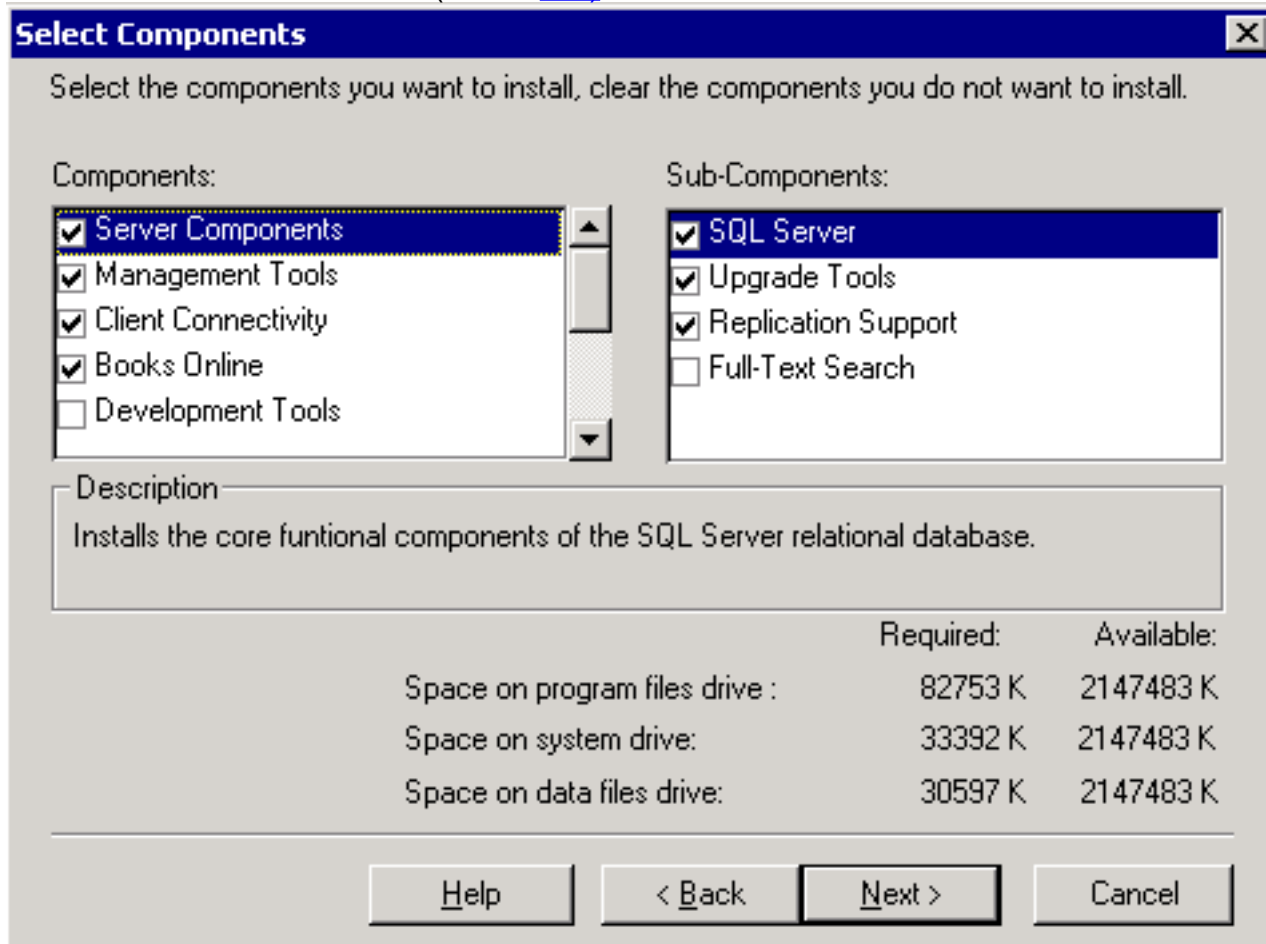 Select Components
Select the components you want to install, clear the components you do not want to install.
Components:
Server Components
Management Tools
Client Connectivity
Books Online
Development Tools
Sub-Components:
SQL Server
Upgrade Tools
Replication Support
Full-Text Search
Description
Installs the core funtional components of the SQL Server relational database.
Required: Available:
Space on program files drive : 82753 K 2147483 K
Space on system drive: 33392 K 2147483 K
Space on data files drive: 30597 K 2147483 K
Help < Back Next > Cancel